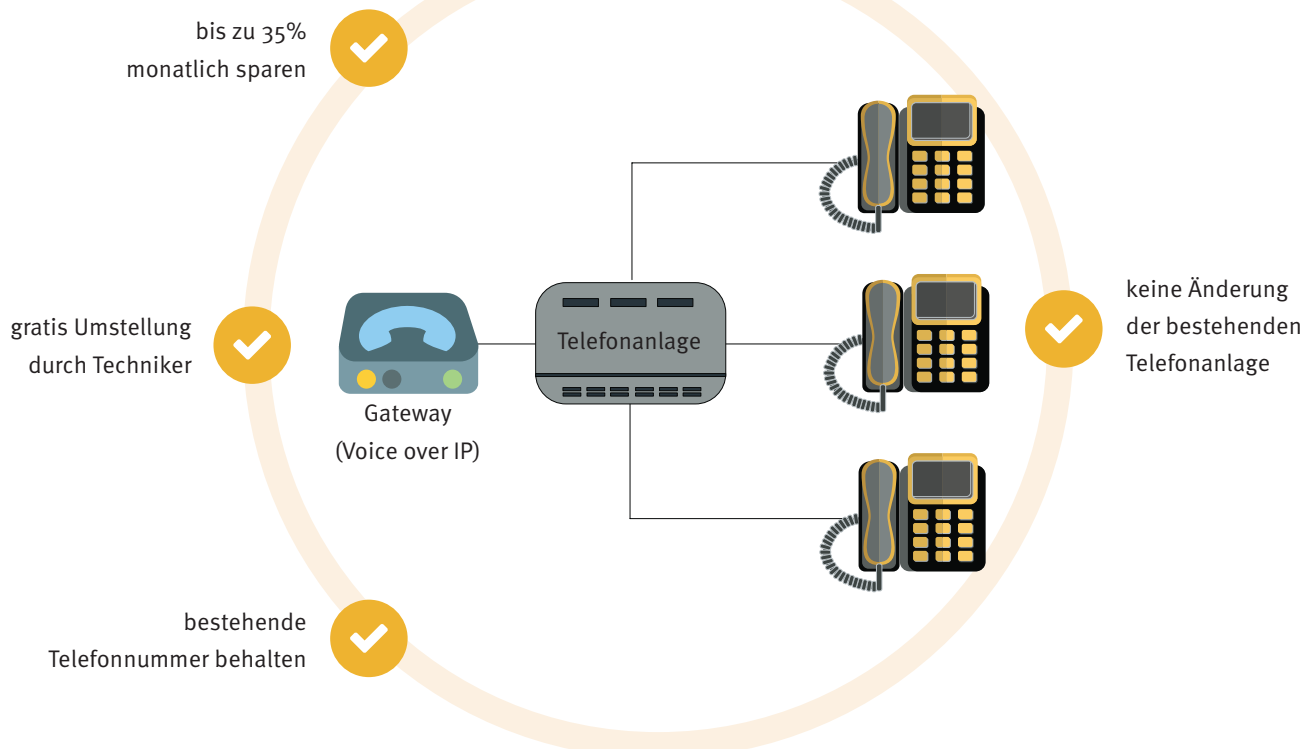 bis zu 35%
monatlich sparen
gratis Umstellung
durch Techniker
Gateway
(Voice over IP)
Telefonanlage
keine Änderung
der bestehenden
Telefonanlage
bestehende
Telefonnummer behalten